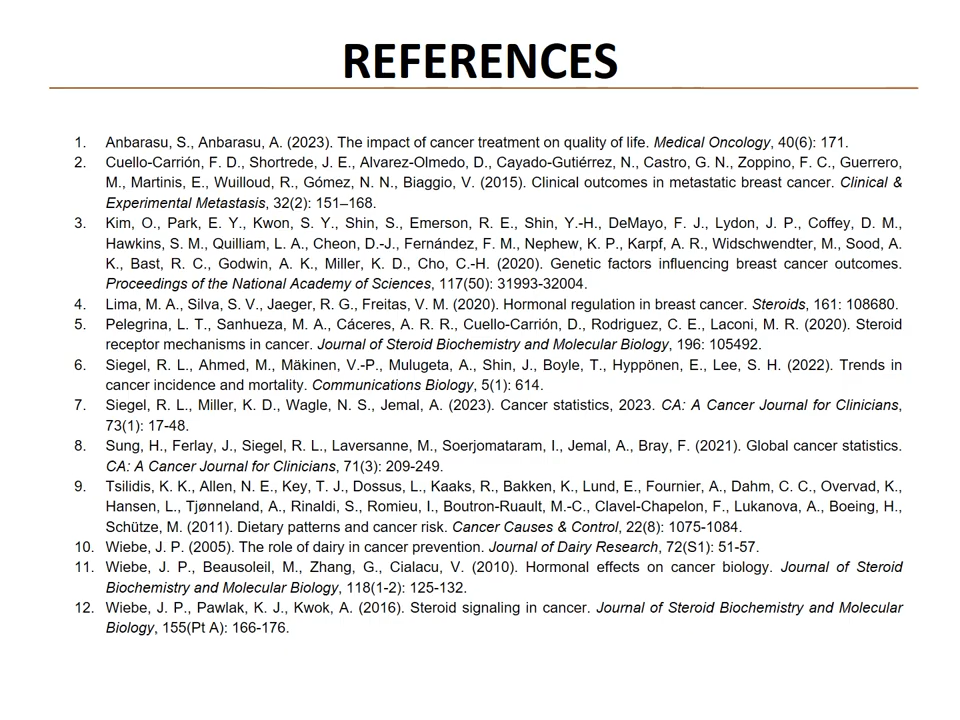 REFERENCES
1. Anbarasu, S., Anbarasu, A. (2023). The impact of cancer treatment on quality of life. Medical Oncology, 40(6): 171.
2. Cuello-Carrión, F. D., Shortrede, J. E., Alvarez-Olmedo, D., Cayado-Gutiérrez, N., Castro, G. N., Zoppino, F. C., Guerrero,
M., Martinis, E., Wuilloud, R., Gómez, N. N., Biaggio, V. (2015). Clinical outcomes in metastatic breast cancer. Clinical &
Experimental Metastasis, 32(2): 151–168.
3. Kim, O., Park, E. Y., Kwon, S. Y., Shin, S., Emerson, R. E., Shin, Y.-H., DeMayo, F. J., Lydon, J. P., Coffey, D. M.,
Hawkins, S. M., Quilliam, L. A., Cheon, D.-J., Fernández, F. M., Nephew, K. P., Karpf, A. R., Widschwendter, M., Sood, A.
K., Bast, R. C., Godwin, A. K., Miller, K. D., Cho, C.-H. (2020). Genetic factors influencing breast cancer outcomes.
Proceedings of the National Academy of Sciences, 117(50): 31993-32004.
4. Lima, M. A., Silva, S. V., Jaeger, R. G., Freitas, V. M. (2020). Hormonal regulation in breast cancer. Steroids, 161: 108680.
5. Pelegrina, L. T., Sanhueza, M. A., Cáceres, A. R. R., Cuello-Carrión, D., Rodriguez, C. E., Laconi, M. R. (2020). Steroid
receptor mechanisms in cancer. Journal of Steroid Biochemistry and Molecular Biology, 196: 105492.
6. Siegel, R. L., Ahmed, M., Mäkinen, V.-P., Mulugeta, A., Shin, J., Boyle, T., Hyppönen, E., Lee, S. H. (2022). Trends in
cancer incidence and mortality. Communications Biology, 5(1): 614.
7. Siegel, R. L., Miller, K. D., Wagle, N. S., Jemal, A. (2023). Cancer statistics, 2023. CA: A Cancer Journal for Clinicians,
73(1): 17-48.
8. Sung, H., Ferlay, J., Siegel, R. L., Laversanne, M., Soerjomataram, I., Jemal, A., Bray, F. (2021). Global cancer statistics.
CA: A Cancer Journal for Clinicians, 71(3): 209-249.
9. Tsilidis, K. K., Allen, N. E., Key, T. J., Dossus, L., Kaaks, R., Bakken, K., Lund, E., Fournier, A., Dahm, C. C., Overvad, K.,
Hansen, L., Tjønneland, A., Rinaldi, S., Romieu, I., Boutron-Ruault, M.-C., Clavel-Chapelon, F., Lukanova, A., Boeing, H.,
Schütze, M. (2011). Dietary patterns and cancer risk. Cancer Causes & Control, 22(8): 1075-1084.
10. Wiebe, J. P. (2005). The role of dairy in cancer prevention. Journal of Dairy Research, 72(S1): 51-57.
11. Wiebe, J. P., Beausoleil, M., Zhang, G., Cialacu, V. (2010). Hormonal effects on cancer biology. Journal of Steroid
Biochemistry and Molecular Biology, 118(1-2): 125-132.
12. Wiebe, J. P., Pawlak, K. J., Kwok, A. (2016). Steroid signaling in cancer. Journal of Steroid Biochemistry and Molecular
Biology, 155(Pt A): 166-176.